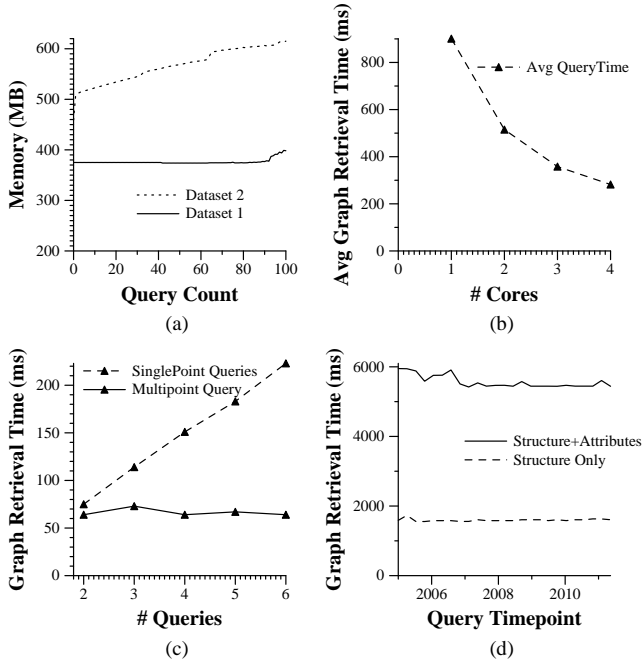 Memory (MB)
600
500
400
300
200
Dataset 2
Dataset 1
0 20 40 60 80 100
Query Count
(a)
Avg Graph Retrieval Time (ms)
800
600
400
200
0
Avg QueryTime
0 1 2 3 4
# Cores
(b)
Graph Retrieval Time (ms)
200
150
100
50
0
SinglePoint Queries
Multipoint Query
2 3 4 5 6
# Queries
(c)
Graph Retrieval Time (ms)
6000
4000
2000
0
Structure+Attributes
Structure Only
2006 2008 2010
Query Timepoint
(d)